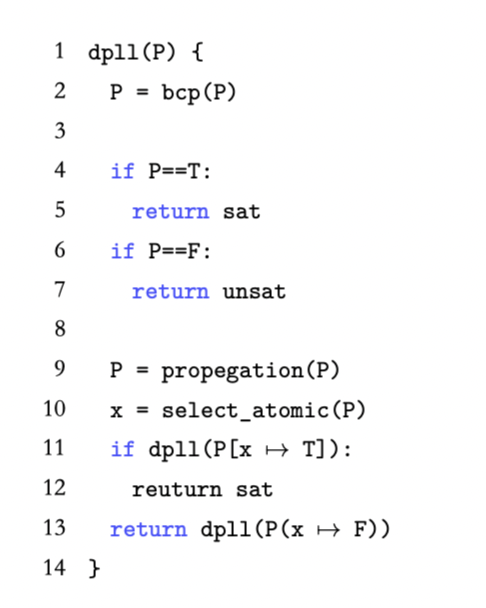 1 dpll(P) {
2 P = bcp(P)
3
4 if P==T:
5 return sat
6 if P==F:
7 return unsat
8
9 P = propegation(P)
10 x = select_atomic(P)
11 if dpll(P[x ↦ T]):
12 reuturn sat
13 return dpll(P(x ↦ F))
14 }